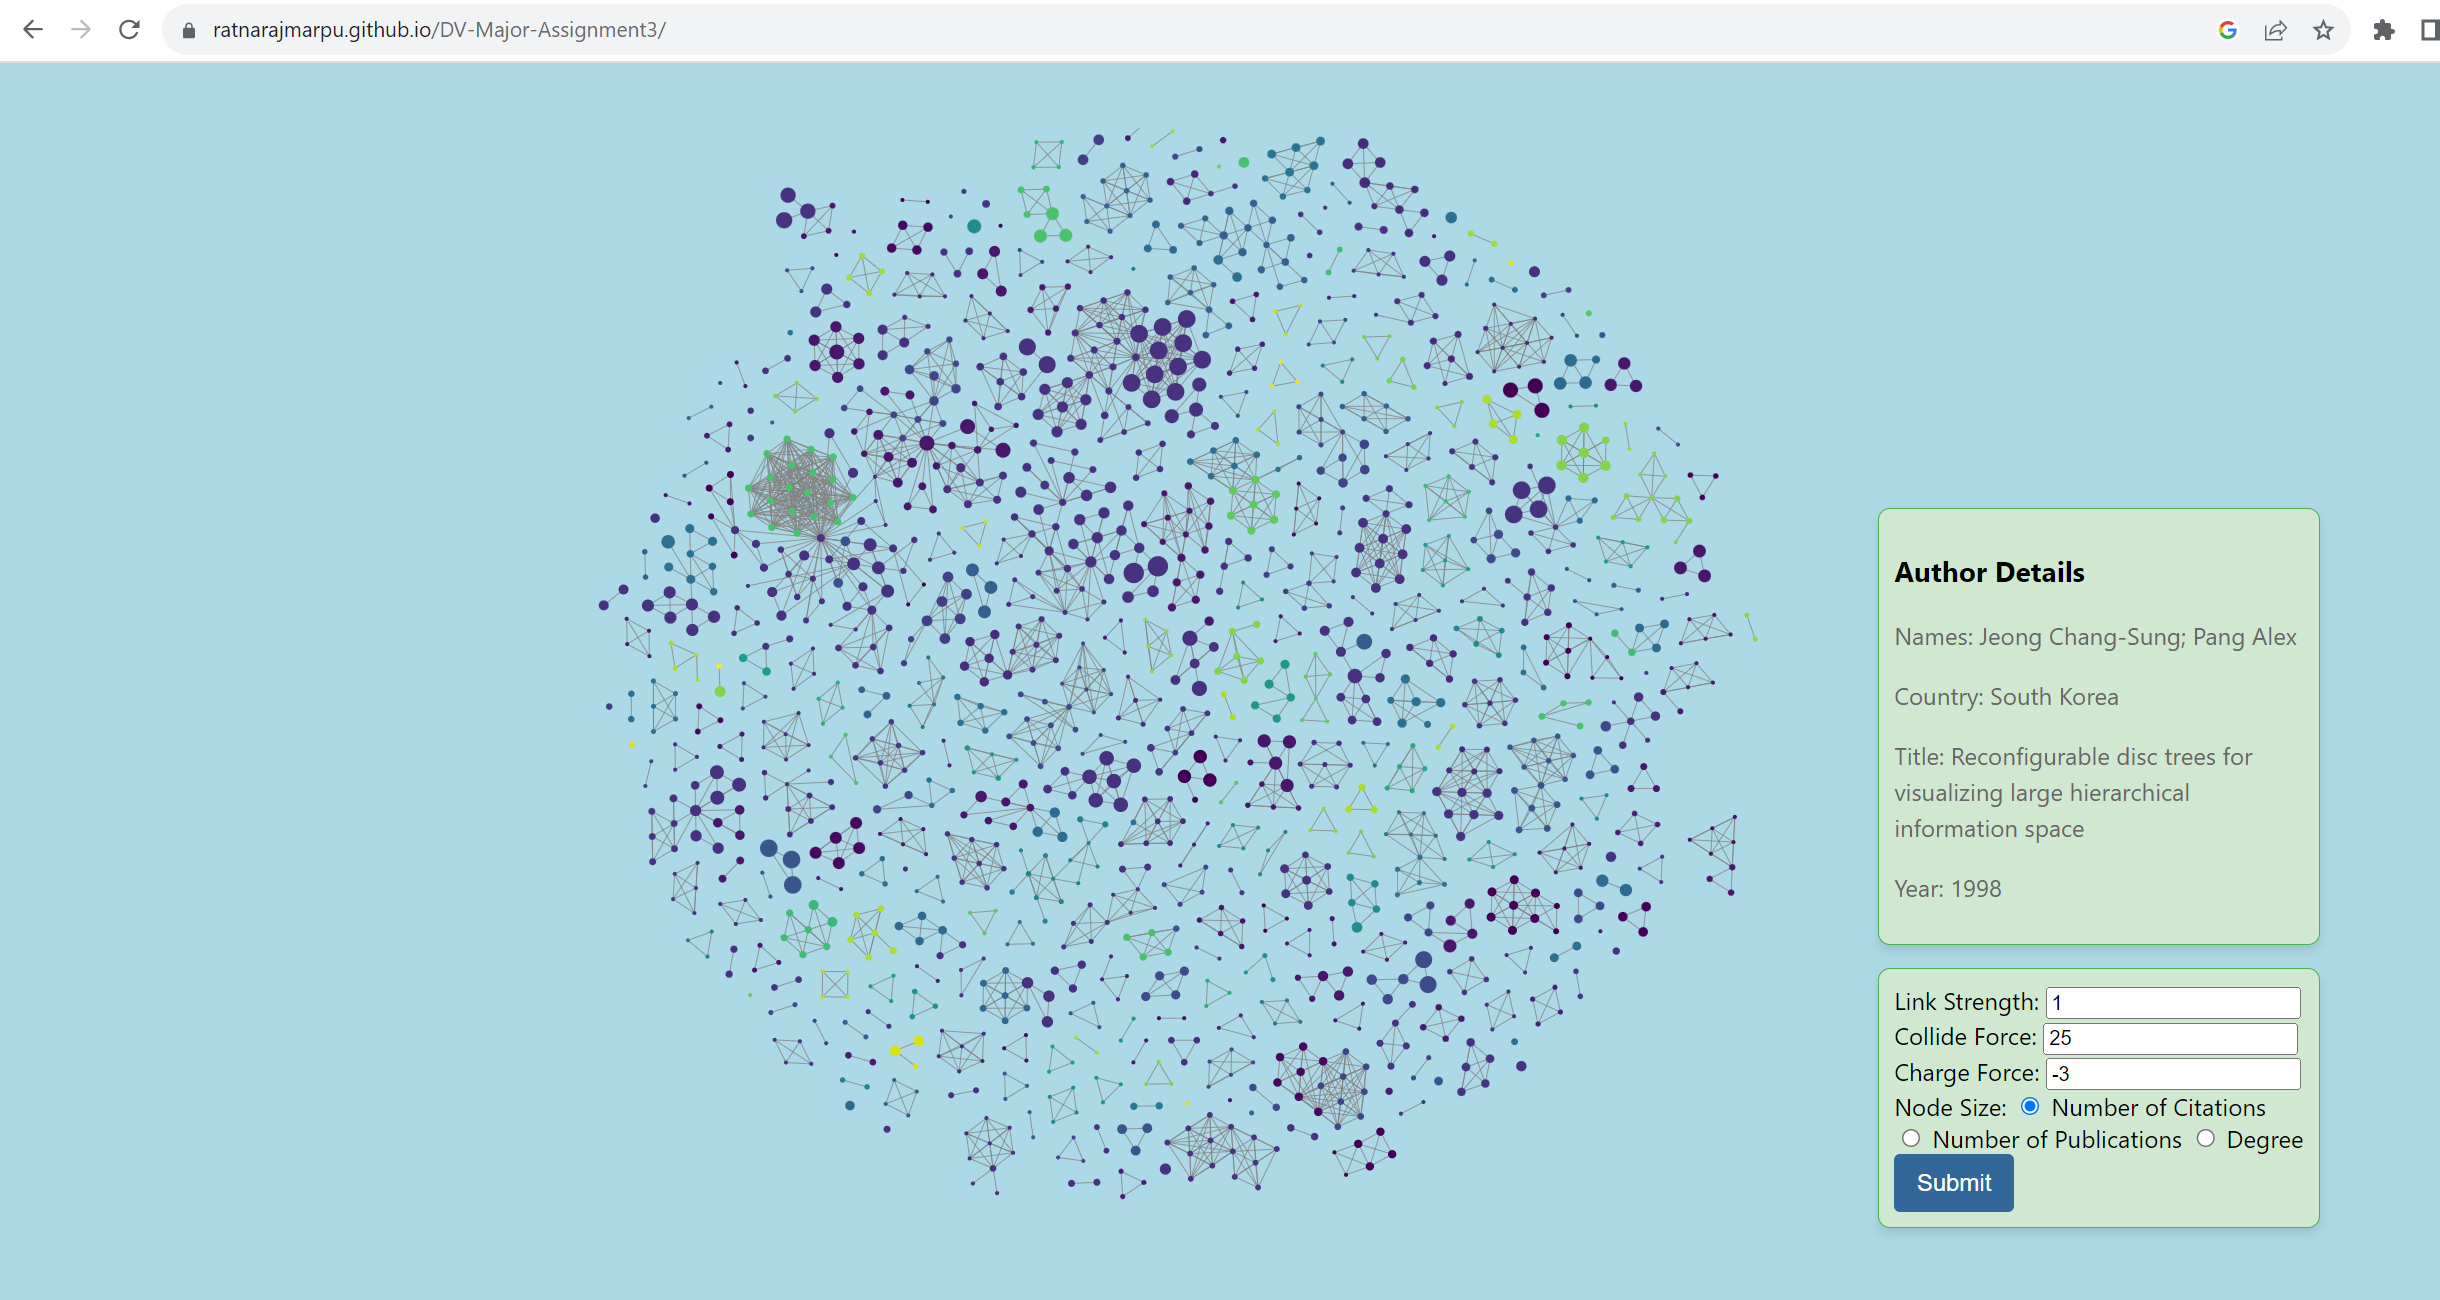 ratnarajmarpu.github.io/DV-Major-Assignment3/
Author Details
Names: Jeong Chang-Sung; Pang Alex
Country: South Korea
Title: Reconfigurable disc trees for
visualizing large hierarchical
information space
Year: 1998
Link Strength: 1
Collide Force: 25
Charge Force: -3
Node Size: Number of Citations
Number of Publications Degree
Submit